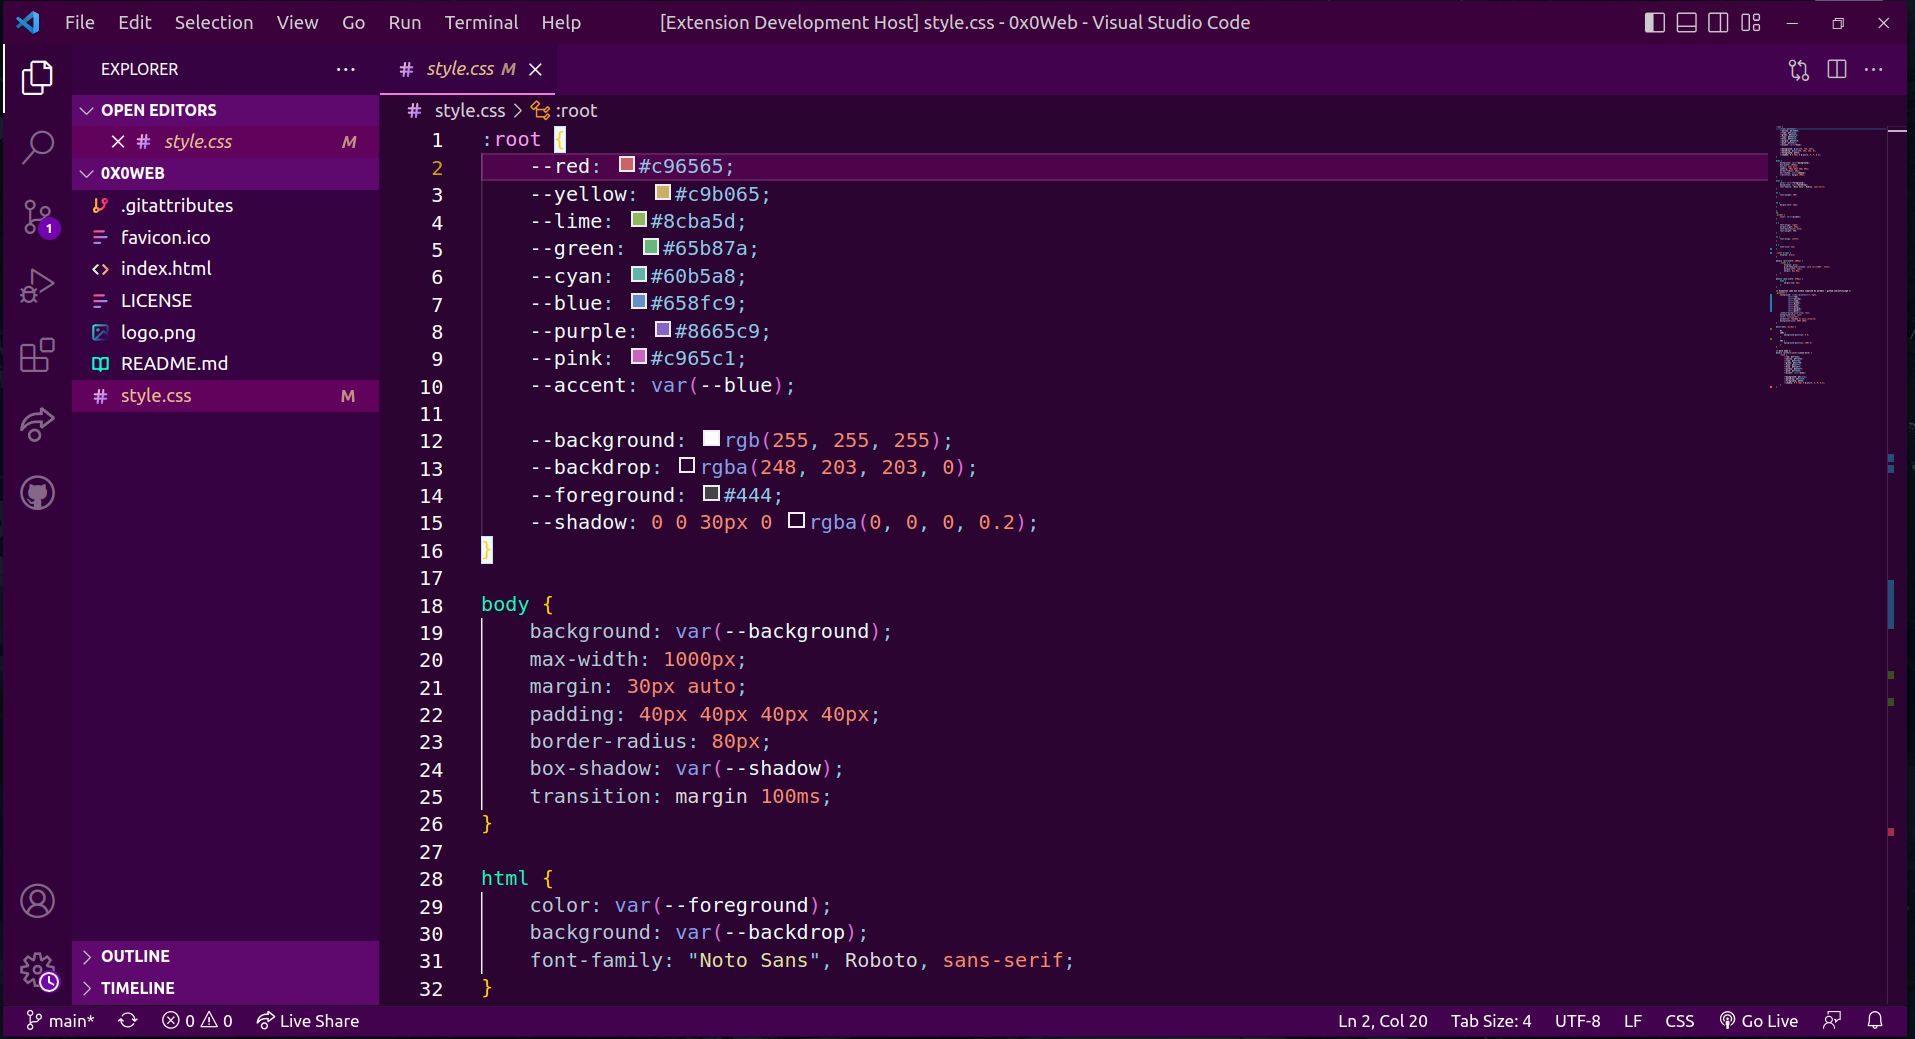 File Edit Selection View Go Run Terminal Help [Extension Development Host] style.css - 0x0Web - Visual Studio Code
EXPLORER
# style.css M
OPEN EDITORS
# style.css M
0X0WEB
.gitattributes
favicon.ico
<> index.html
LICENSE
logo.png
README.md
# style.css M
OUTLINE
TIMELINE
1
# style.css > :root
1 :root {
2 --red: #c96565;
3 --yellow: #c9b065;
4 --lime: #8cba5d;
5 --green: #65b87a;
6 --cyan: #60b5a8;
7 --blue: #658fc9;
8 --purple: #8665c9;
9 --pink: #c965c1;
10 --accent: var(--blue);
11
12 --background: rgb(255, 255, 255);
13 --backdrop: rgba(248, 203, 203, 0);
14 --foreground: #444;
15 --shadow: 0 0 30px 0 rgba(0, 0, 0, 0.2);
16 }
17
18 body {
19 background: var(--background);
20 max-width: 1000px;
21 margin: 30px auto;
22 padding: 40px 40px 40px 40px;
23 border-radius: 80px;
24 box-shadow: var(--shadow);
25 transition: margin 100ms;
26 }
27
28 html {
29 color: var(--foreground);
30 background: var(--backdrop);
31 font-family: "Noto Sans", Roboto, sans-serif;
32 }
main* 0 0 Live Share Ln 2, Col 20 Tab Size: 4 UTF-8 LF CSS Go Live